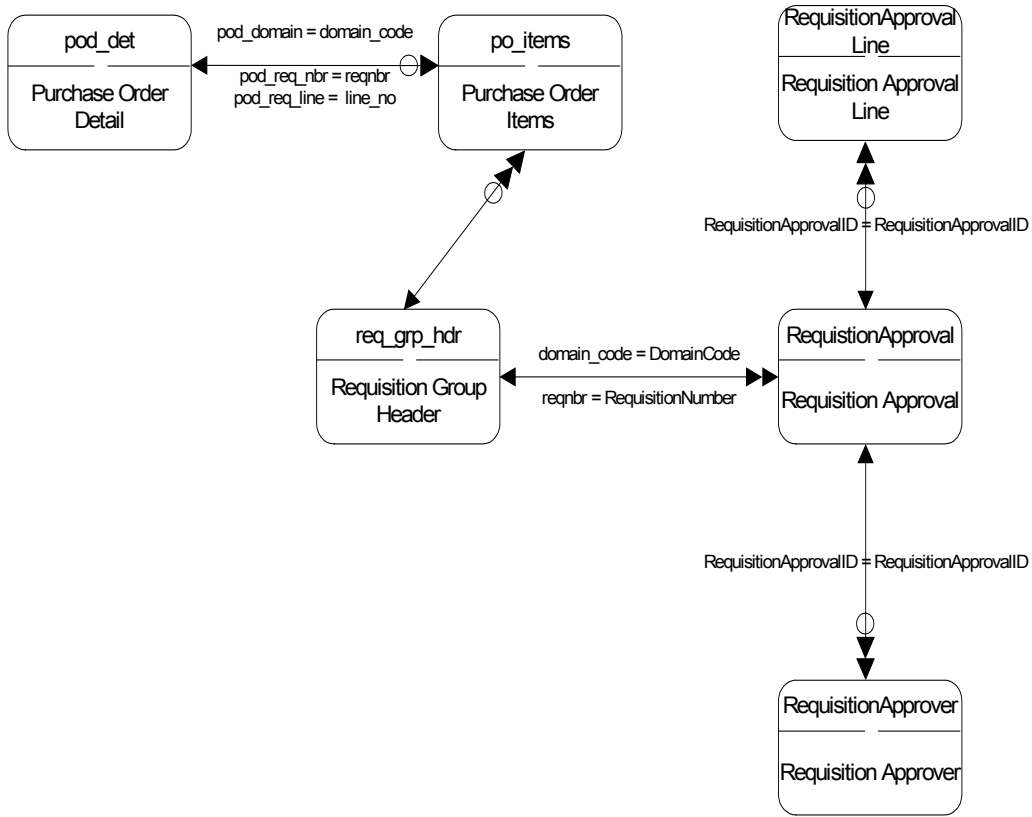 pod_det
Purchase Order
Detail
pod_domain = domain_code
pod_req_nbr = reqnbr
pod_req_line = line_no
po_items
Purchase Order
Items
RequisitionApproval
Line
Requisition Approval
Line
RequisitionApprovalID = RequisitionApprovalID
req_grp_hdr
Requisition Group
Header
domain_code = DomainCode
reqnbr = RequisitionNumber
RequistionApproval
Requisition Approval
RequisitionApprovalID = RequisitionApprovalID
RequisitionApprover
Requisition Approver